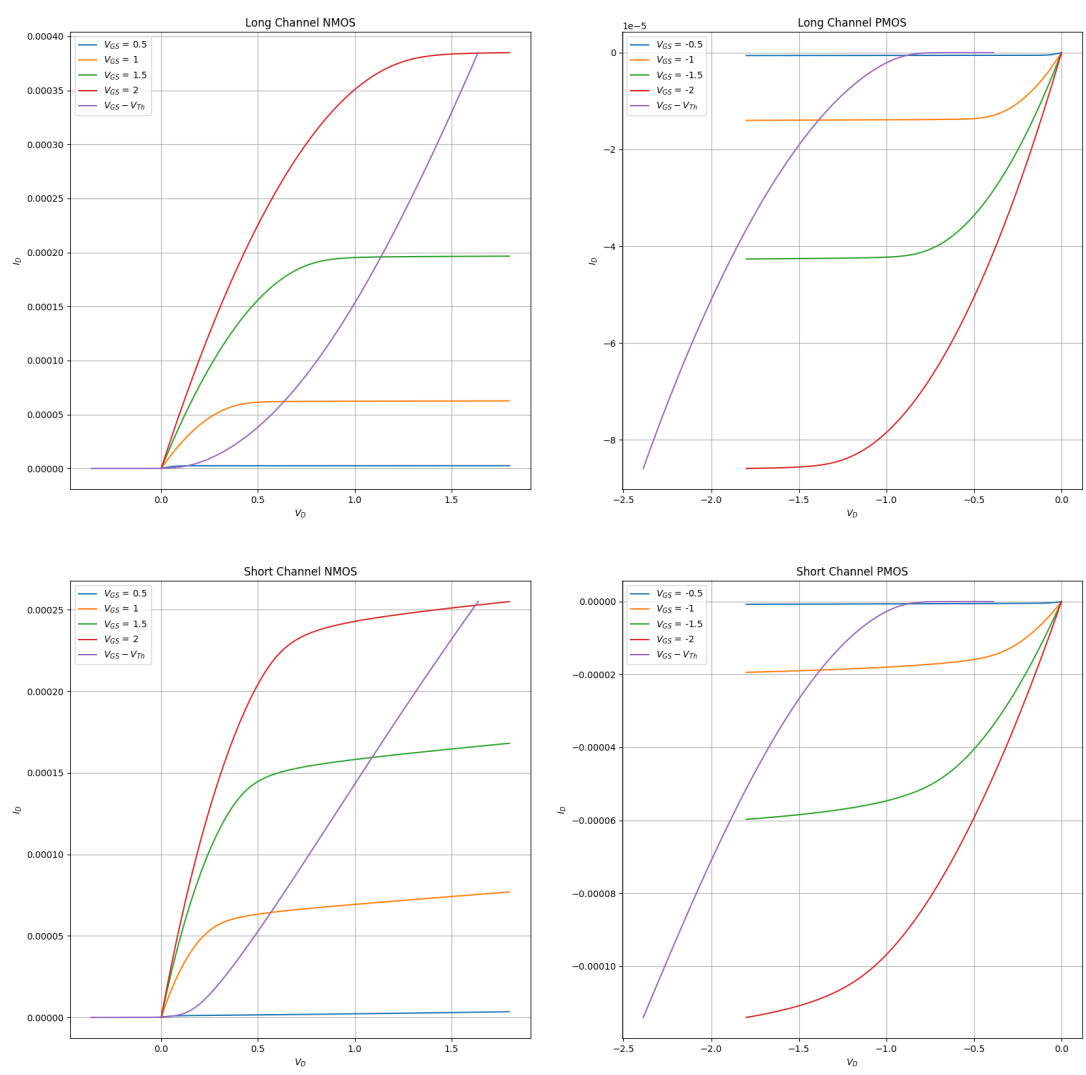 Long Channel NMOS
V_GS = 0.5
V_GS = 1
V_GS = 1.5
V_GS = 2
V_GS − V_Th
0.00040
0.00035
0.00030
0.00025
0.00020
0.00015
0.00010
0.00005
0.00000
I_D
0.0 0.5 1.0 1.5
V_D
Long Channel PMOS
1e−5
V_GS = -0.5
V_GS = -1
V_GS = -1.5
V_GS = -2
V_GS − V_Th
0
−2
−4
−6
−8
I_D
−2.5 −2.0 −1.5 −1.0 −0.5 0.0
V_D
Short Channel NMOS
V_GS = 0.5
V_GS = 1
V_GS = 1.5
V_GS = 2
V_GS − V_Th
0.00025
0.00020
0.00015
0.00010
0.00005
0.00000
I_D
0.0 0.5 1.0 1.5
V_D
Short Channel PMOS
V_GS = -0.5
V_GS = -1
V_GS = -1.5
V_GS = -2
V_GS − V_Th
0.00000
−0.00002
−0.00004
−0.00006
−0.00008
−0.00010
I_D
−2.5 −2.0 −1.5 −1.0 −0.5 0.0
V_D